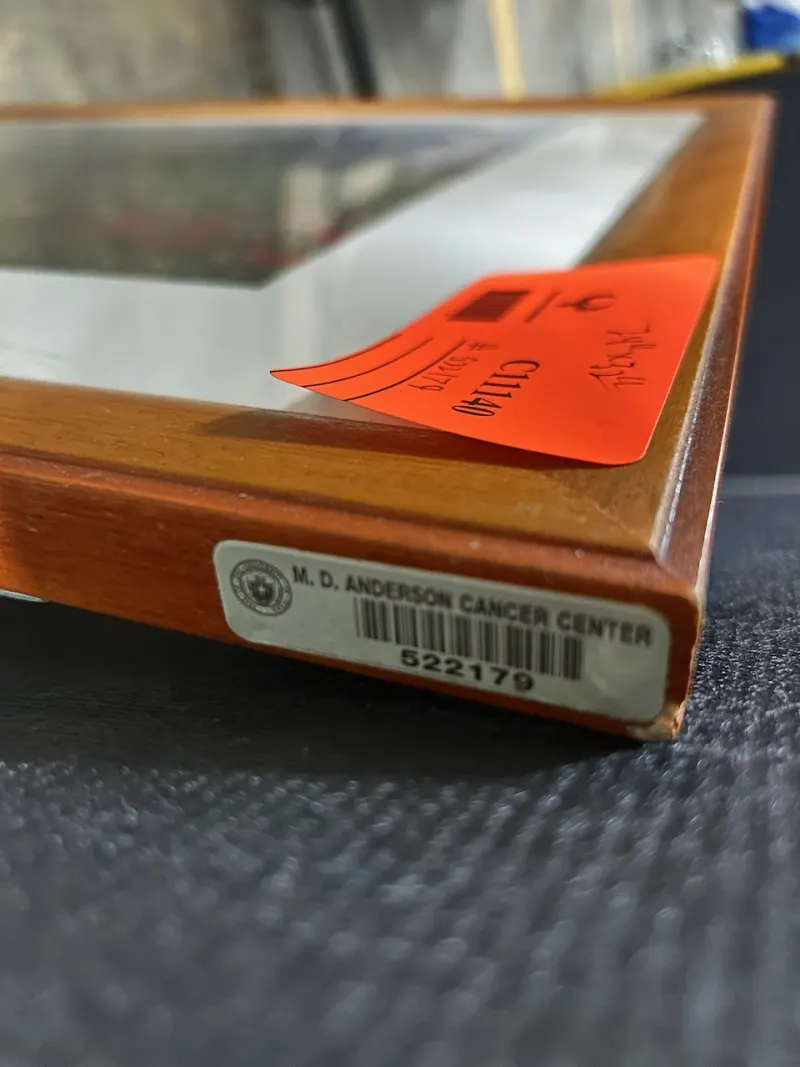 C11140
M. D. ANDERSON CANCER CENTER
522179